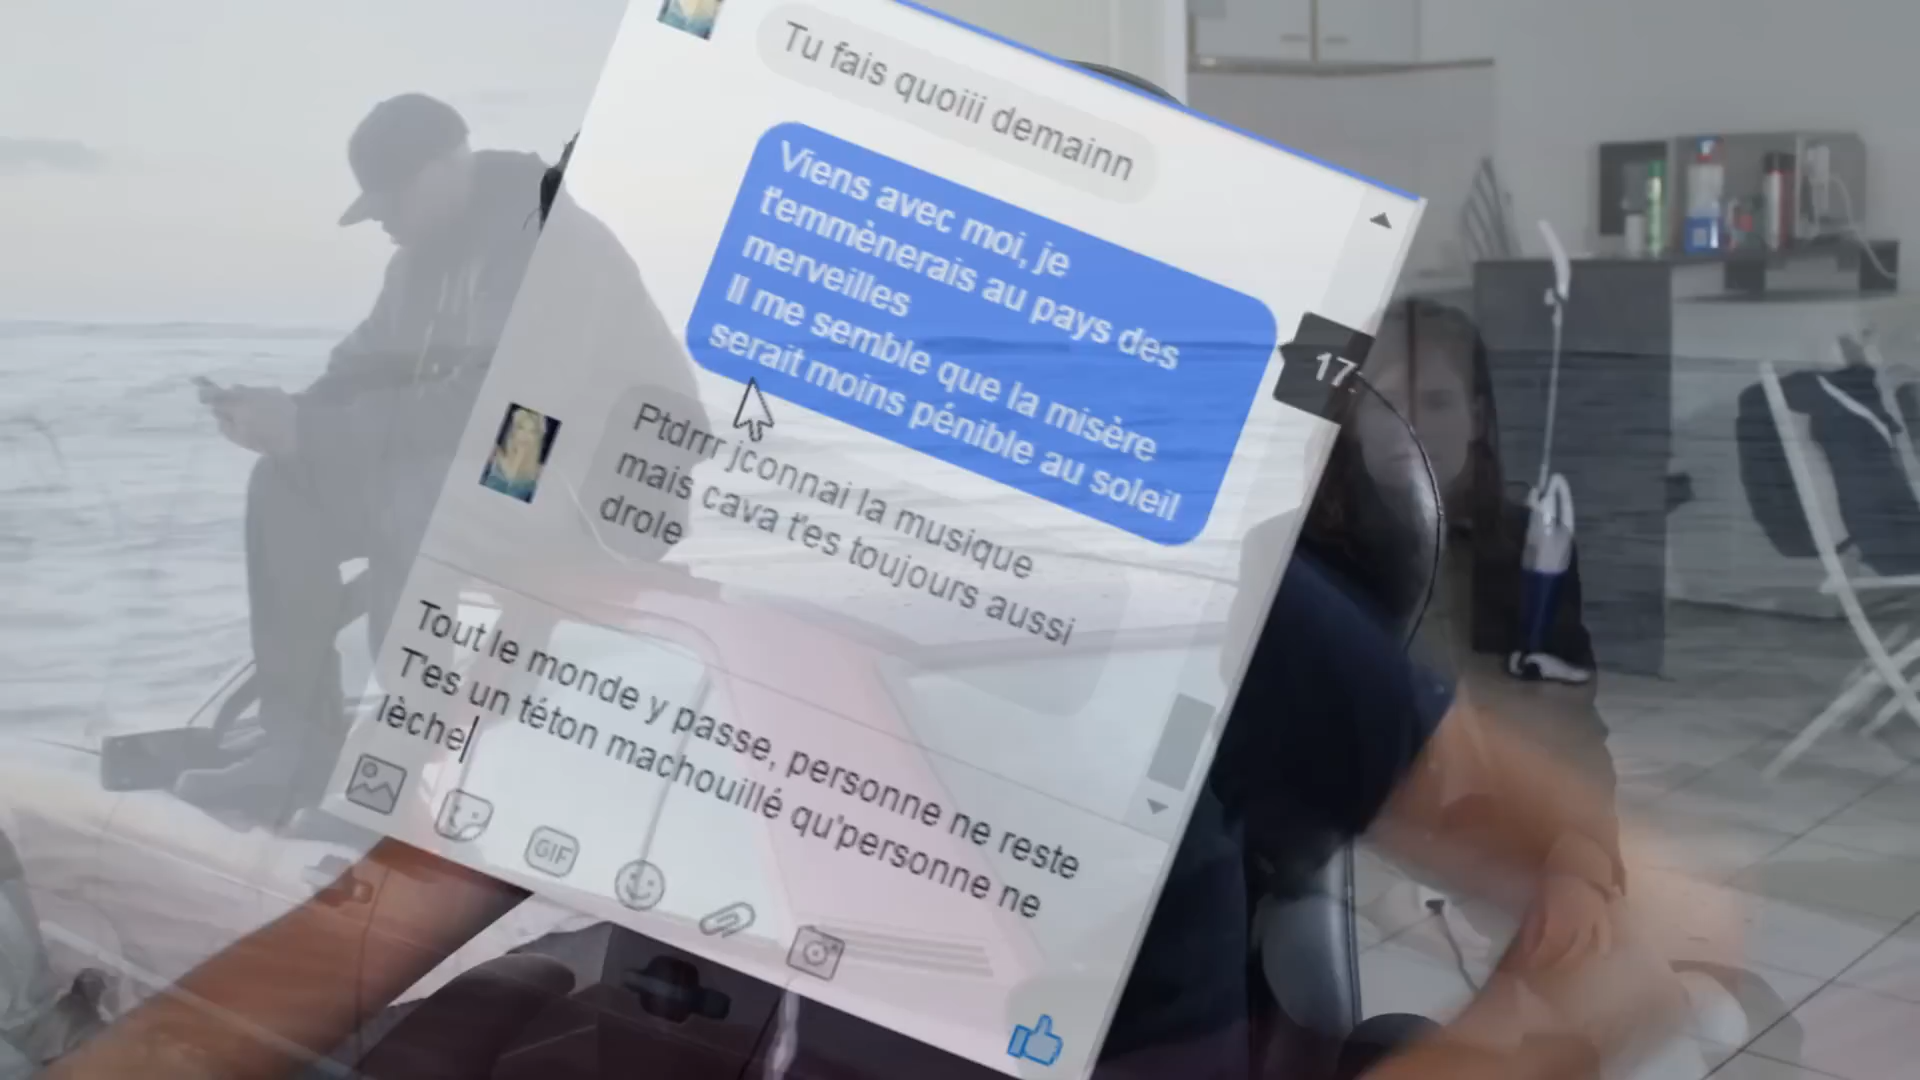 Tu fais quoiii demainn
Viens avec moi, je
t'emmènerais au pays des
merveilles
Il me semble que la misère
serait moins pénible au soleil
17:
Ptdrrr jconnai la musique
mais cava t'es toujours aussi
drole
Tout le monde y passe, personne ne reste
T'es un téton machouillé qu'personne ne
lèche
GIF